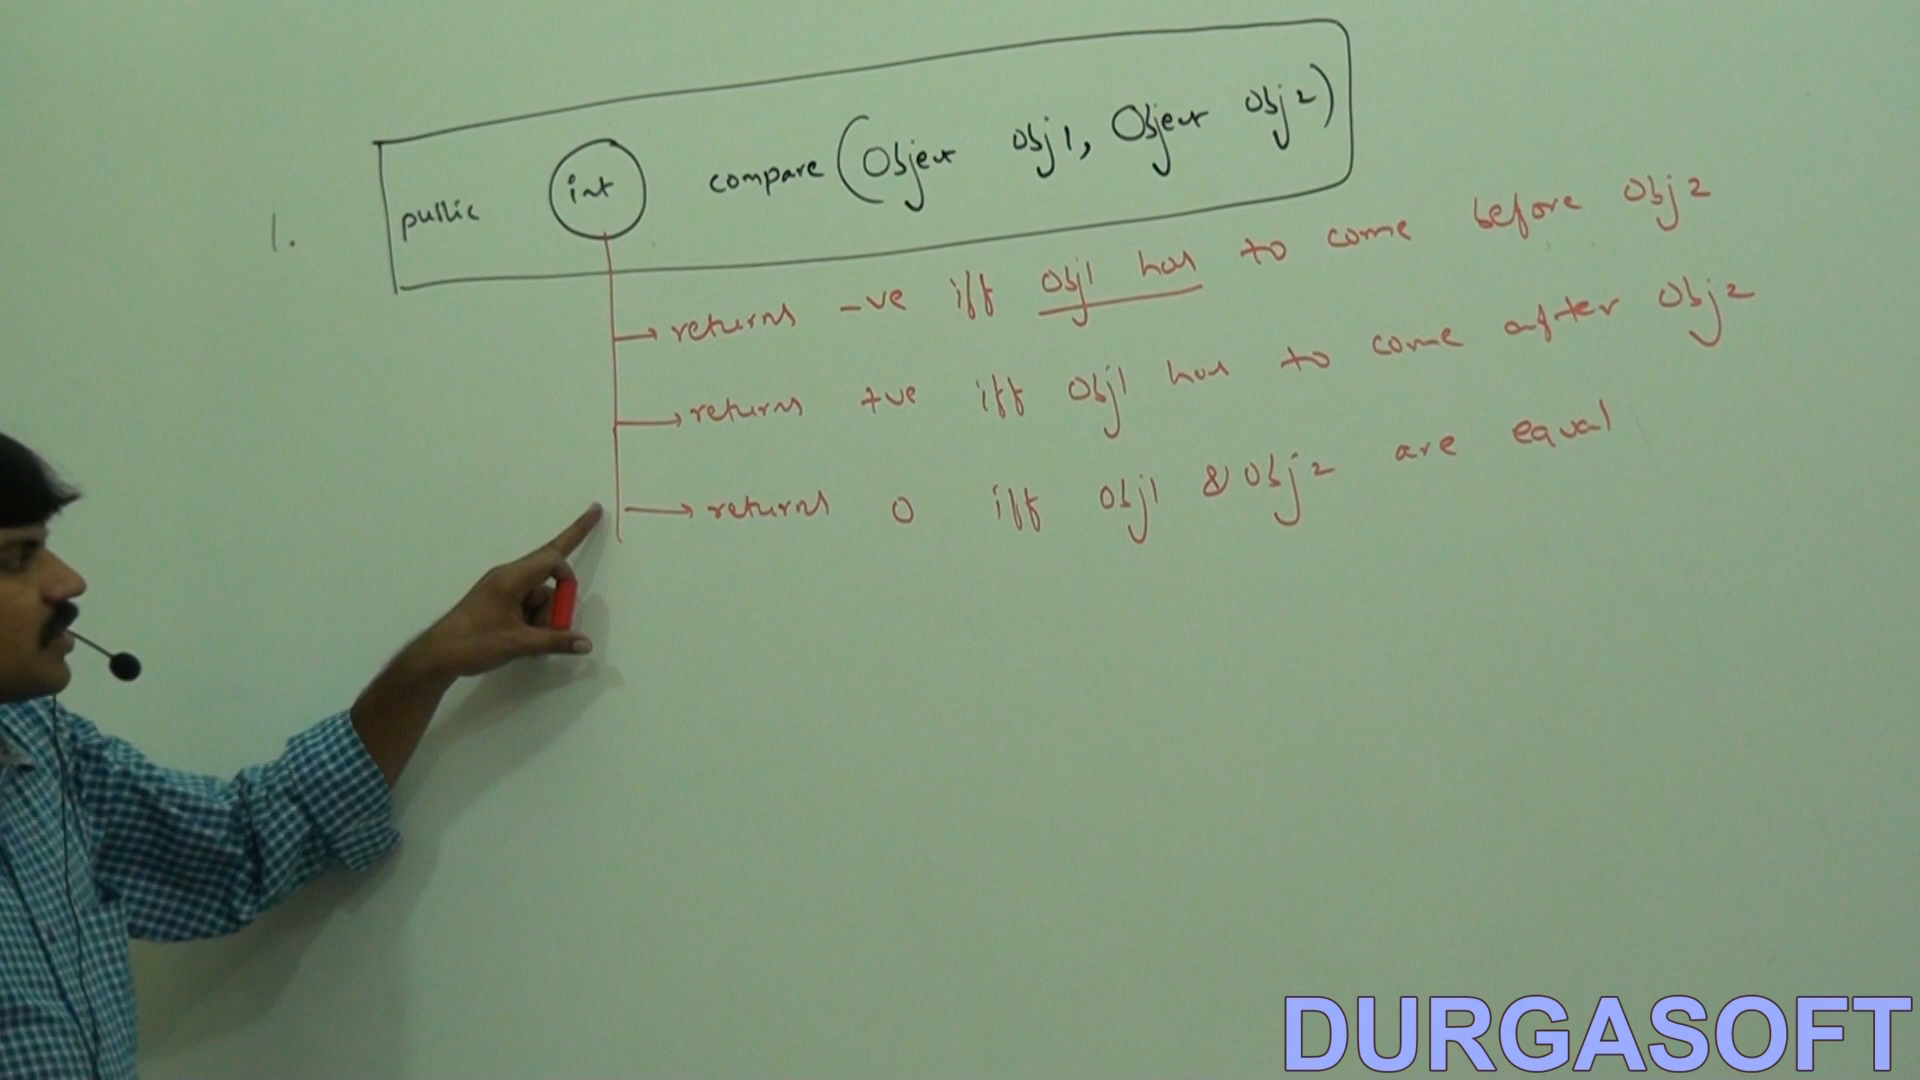 1. public int compare(Object obj1, Object obj2)
→ returns -ve iff obj1 has to come before obj2
→ returns +ve iff obj1 has to come after obj2
→ returns 0 iff obj1 & obj2 are equal
DURGASOFT